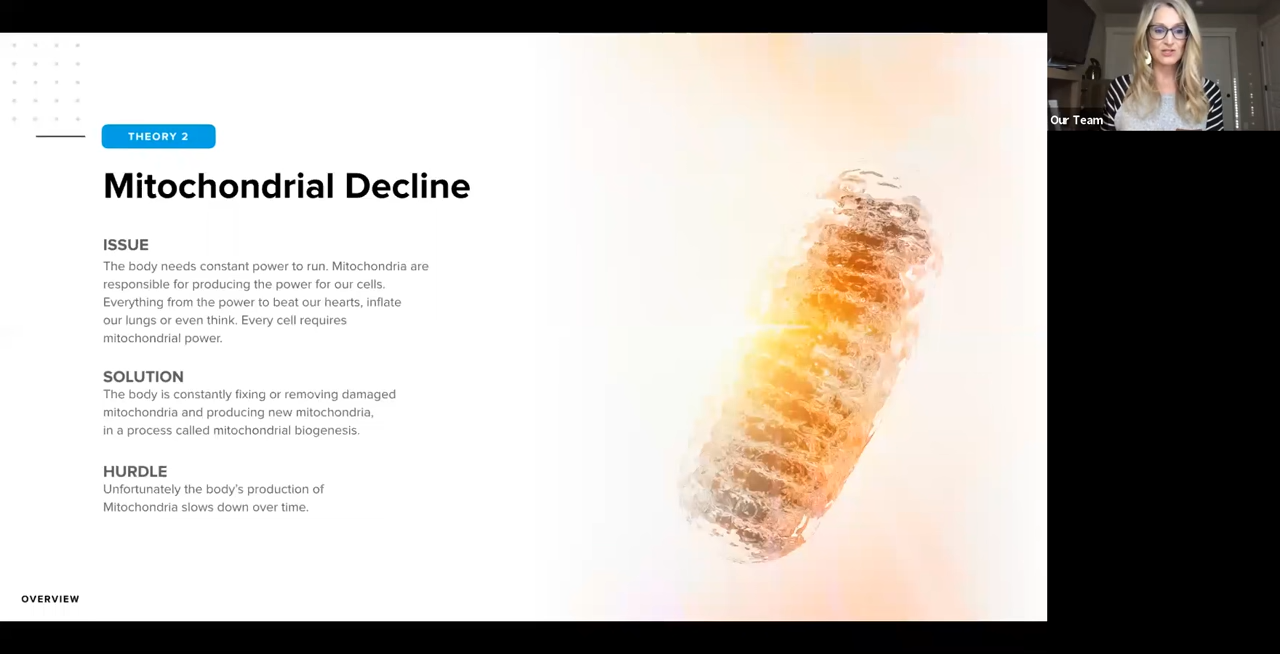 THEORY 2
Mitochondrial Decline
ISSUE
The body needs constant power to run. Mitochondria are
responsible for producing the power for our cells.
Everything from the power to beat our hearts, inflate
our lungs or even think. Every cell requires
mitochondrial power.
SOLUTION
The body is constantly fixing or removing damaged
mitochondria and producing new mitochondria,
in a process called mitochondrial biogenesis.
HURDLE
Unfortunately the body's production of
Mitochondria slows down over time.
OVERVIEW
Our Team